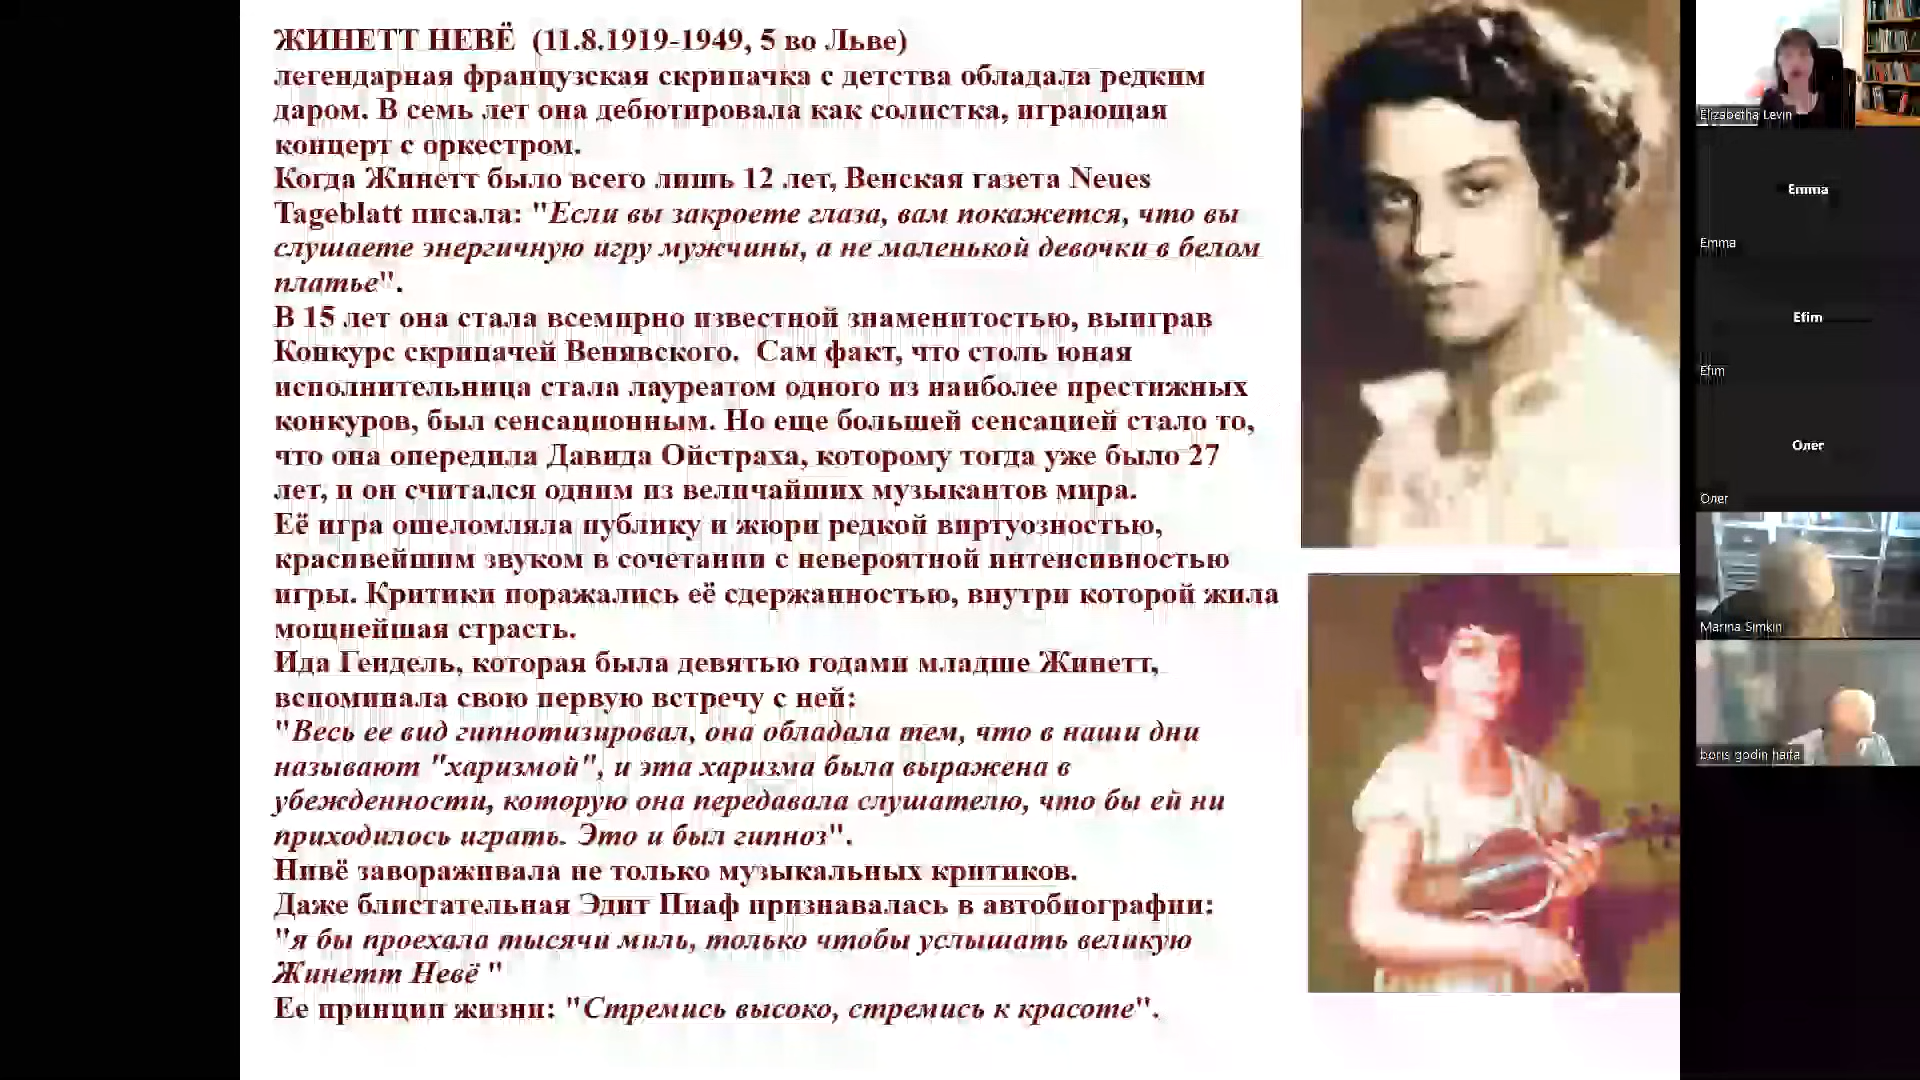 ЖИНЕТТ НЕВЁ (11.8.1919-1949, 5 во Льве)
легендарная французская скрипачка с детства обладала редким
даром. В семь лет она дебютировала как солистка, играющая
концерт с оркестром.
Когда Жинетт было всего лишь 12 лет, Венская газета Neues
Tageblatt писала: "Если вы закроете глаза, вам покажется, что вы
слушаете энергичную игру мужчины, а не маленькой девочки в белом
платье".
В 15 лет она стала всемирно известной знаменитостью, выиграв
Конкурс скрипачей Венявского. Сам факт, что столь юная
исполнительница стала лауреатом одного из наиболее престижных
конкуров, был сенсационным. Но еще большей сенсацией стало то,
что она опередила Давида Ойстраха, которому тогда уже было 27
лет, и он считался одним из величайших музыкантов мира.
Её игра ошеломляла публику и жюри редкой виртуозностью,
красивейшим звуком в сочетании с невероятной интенсивностью
игры. Критики поражались её сдержанностью, внутри которой жила
мощнейшая страсть.
Ида Гендель, которая была девятью годами младше Жинетт,
вспоминала свою первую встречу с ней:
"Весь ее вид гипнотизировал, она обладала тем, что в наши дни
называют "харизмой", и эта харизма была выражена в
убежденности, которую она передавала слушателю, что бы ей ни
приходилось играть. Это и был гипноз".
Нивё завораживала не только музыкальных критиков.
Даже блистательная Эдит Пиаф признавалась в автобиографии:
"я бы проехала тысячи миль, только чтобы услышать великую
Жинетт Невё "
Ее принцип жизни: "Стремись высоко, стремись к красоте".
Elizabetha Levin
Emma
Emma
Efim
Efim
Олег
Олег
Marina Simkin
boris godin haifa